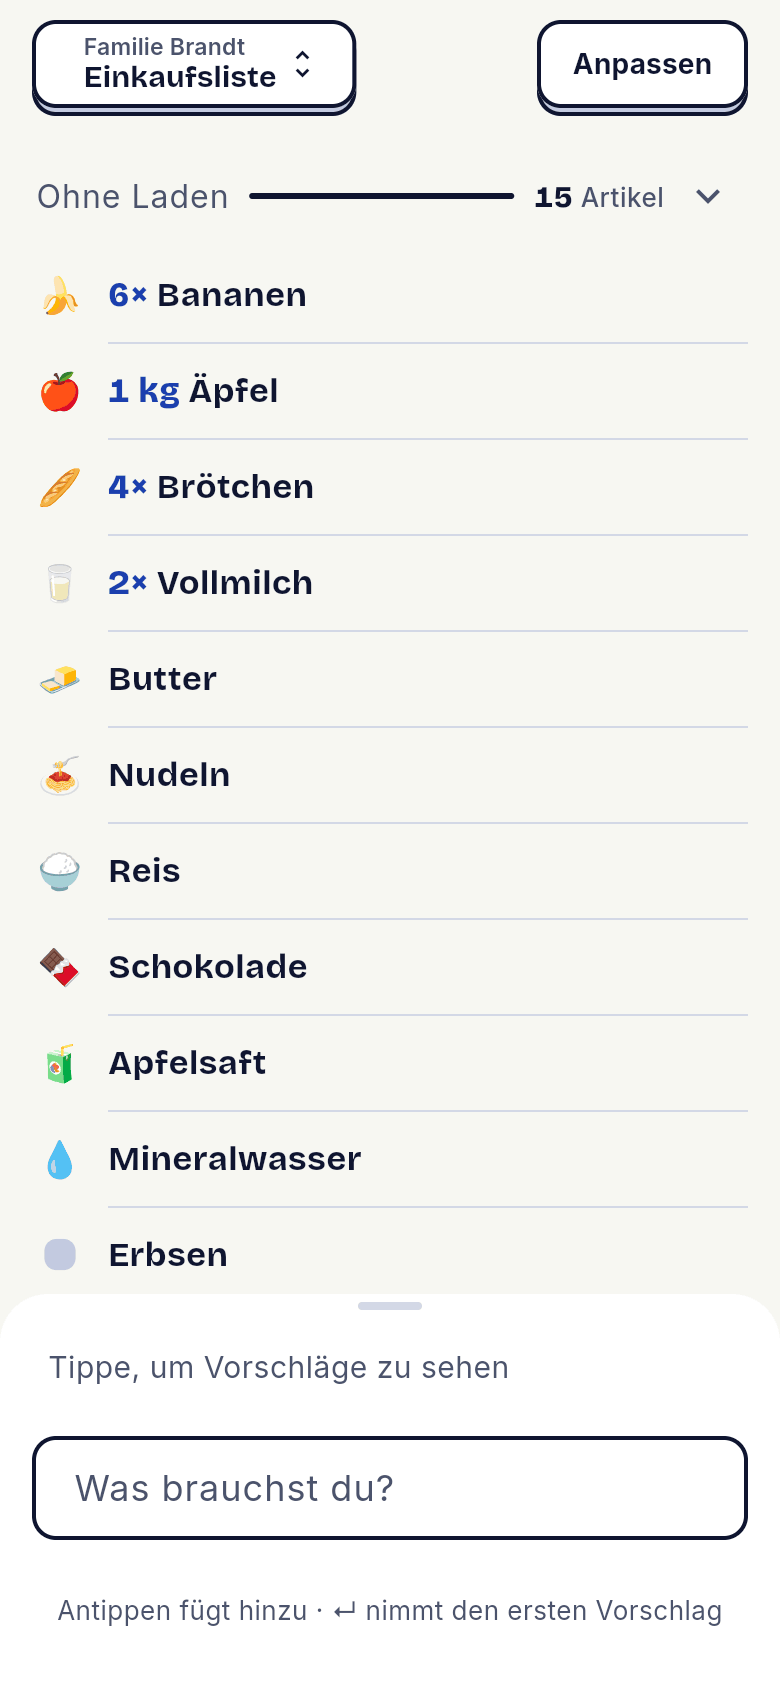 Familie Brandt
Einkaufsliste
Anpassen
Ohne Laden 15 Artikel
6× Bananen
1 kg Äpfel
4× Brötchen
2× Vollmilch
Butter
Nudeln
Reis
Schokolade
Apfelsaft
Mineralwasser
Erbsen
Tippe, um Vorschläge zu sehen
Was brauchst du?
Antippen fügt hinzu · ↵ nimmt den ersten Vorschlag